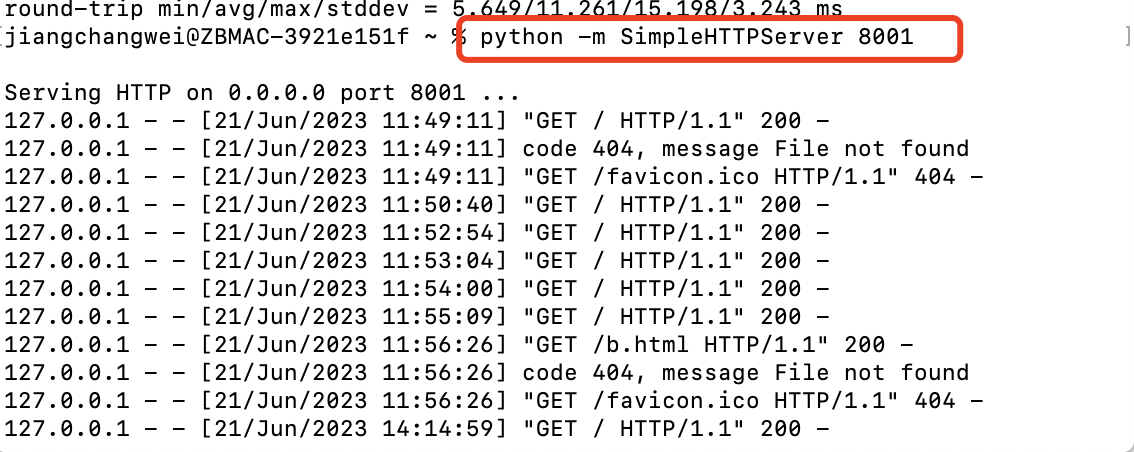 round-trip min/avg/max/stddev = 5.649/11.261/15.198/3.243 ms
[jiangchangwei@ZBMAC-3921e151f ~ % python -m SimpleHTTPServer 8001 ]
Serving HTTP on 0.0.0.0 port 8001 ...
127.0.0.1 - - [21/Jun/2023 11:49:11] "GET / HTTP/1.1" 200 -
127.0.0.1 - - [21/Jun/2023 11:49:11] code 404, message File not found
127.0.0.1 - - [21/Jun/2023 11:49:11] "GET /favicon.ico HTTP/1.1" 404 -
127.0.0.1 - - [21/Jun/2023 11:50:40] "GET / HTTP/1.1" 200 -
127.0.0.1 - - [21/Jun/2023 11:52:54] "GET / HTTP/1.1" 200 -
127.0.0.1 - - [21/Jun/2023 11:53:04] "GET / HTTP/1.1" 200 -
127.0.0.1 - - [21/Jun/2023 11:54:00] "GET / HTTP/1.1" 200 -
127.0.0.1 - - [21/Jun/2023 11:55:09] "GET / HTTP/1.1" 200 -
127.0.0.1 - - [21/Jun/2023 11:56:26] "GET /b.html HTTP/1.1" 200 -
127.0.0.1 - - [21/Jun/2023 11:56:26] code 404, message File not found
127.0.0.1 - - [21/Jun/2023 11:56:26] "GET /favicon.ico HTTP/1.1" 404 -
127.0.0.1 - - [21/Jun/2023 14:14:59] "GET / HTTP/1.1" 200 -